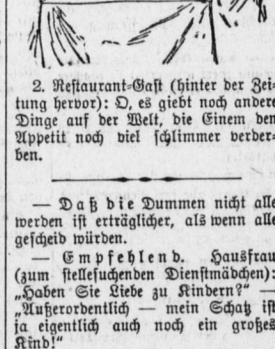 2. Restaurant-Gast (hinter der Zei-
tung hervor): O, es giebt noch andere
Dinge auf der Welt, die Einem den
Appetit noch viel schlimmer verder-
ben.
— Daß die Dummen nicht alle
werden ist erträglicher, als wenn alle
gescheid würden.
— Empfehlend. Hausfrau
(zum stellesuchenden Dienstmädchen):
„Haben Sie Liebe zu Kindern?“ —
„Außerordentlich — mein Schatz ist
ja eigentlich auch noch ein großes
Kind!“